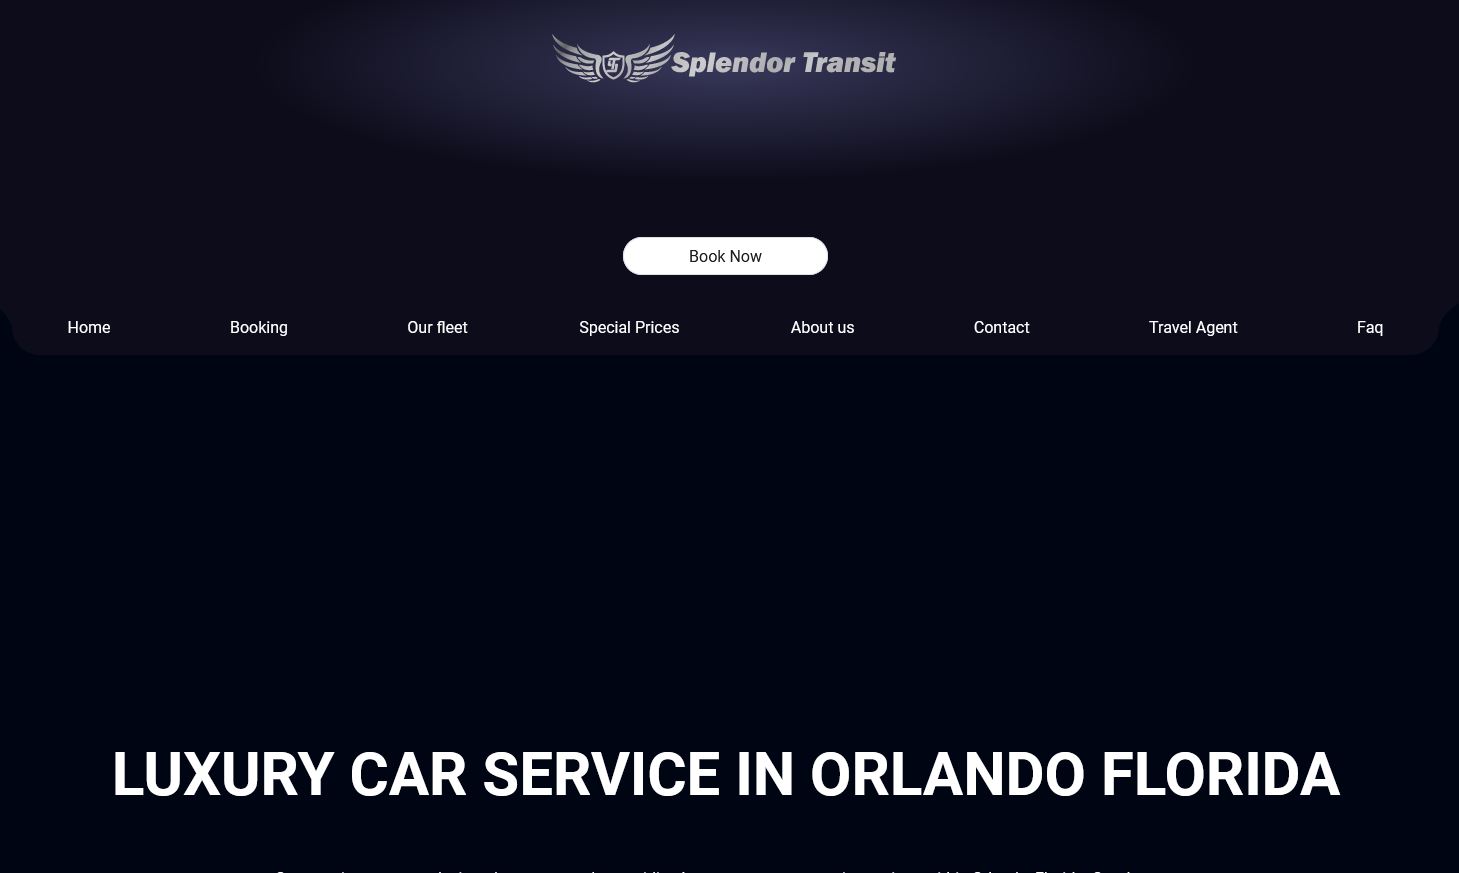 Splendor Transit
Book Now
Home Booking Our fleet Special Prices About us Contact Travel Agent Faq
LUXURY CAR SERVICE IN ORLANDO FLORIDA